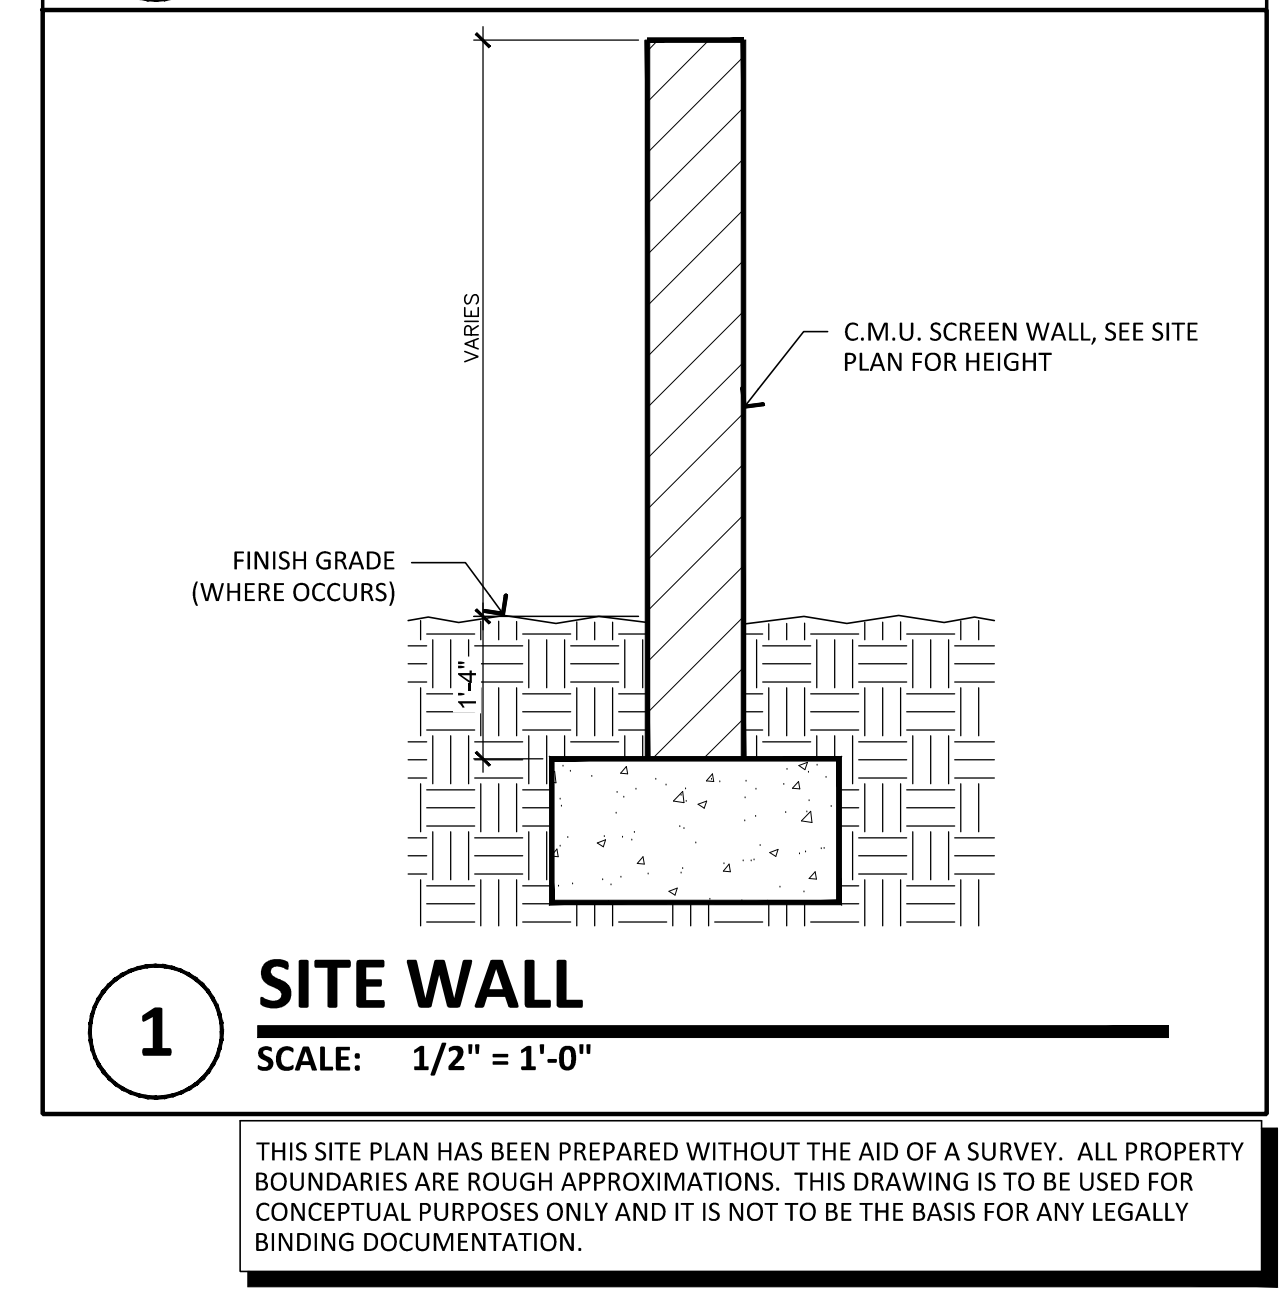 VARIES
C.M.U. SCREEN WALL, SEE SITE
PLAN FOR HEIGHT
FINISH GRADE
(WHERE OCCURS)
1'-4"
1
SITE WALL
SCALE: 1/2" = 1'-0"
THIS SITE PLAN HAS BEEN PREPARED WITHOUT THE AID OF A SURVEY. ALL PROPERTY
BOUNDARIES ARE ROUGH APPROXIMATIONS. THIS DRAWING IS TO BE USED FOR
CONCEPTUAL PURPOSES ONLY AND IT IS NOT TO BE THE BASIS FOR ANY LEGALLY
BINDING DOCUMENTATION.